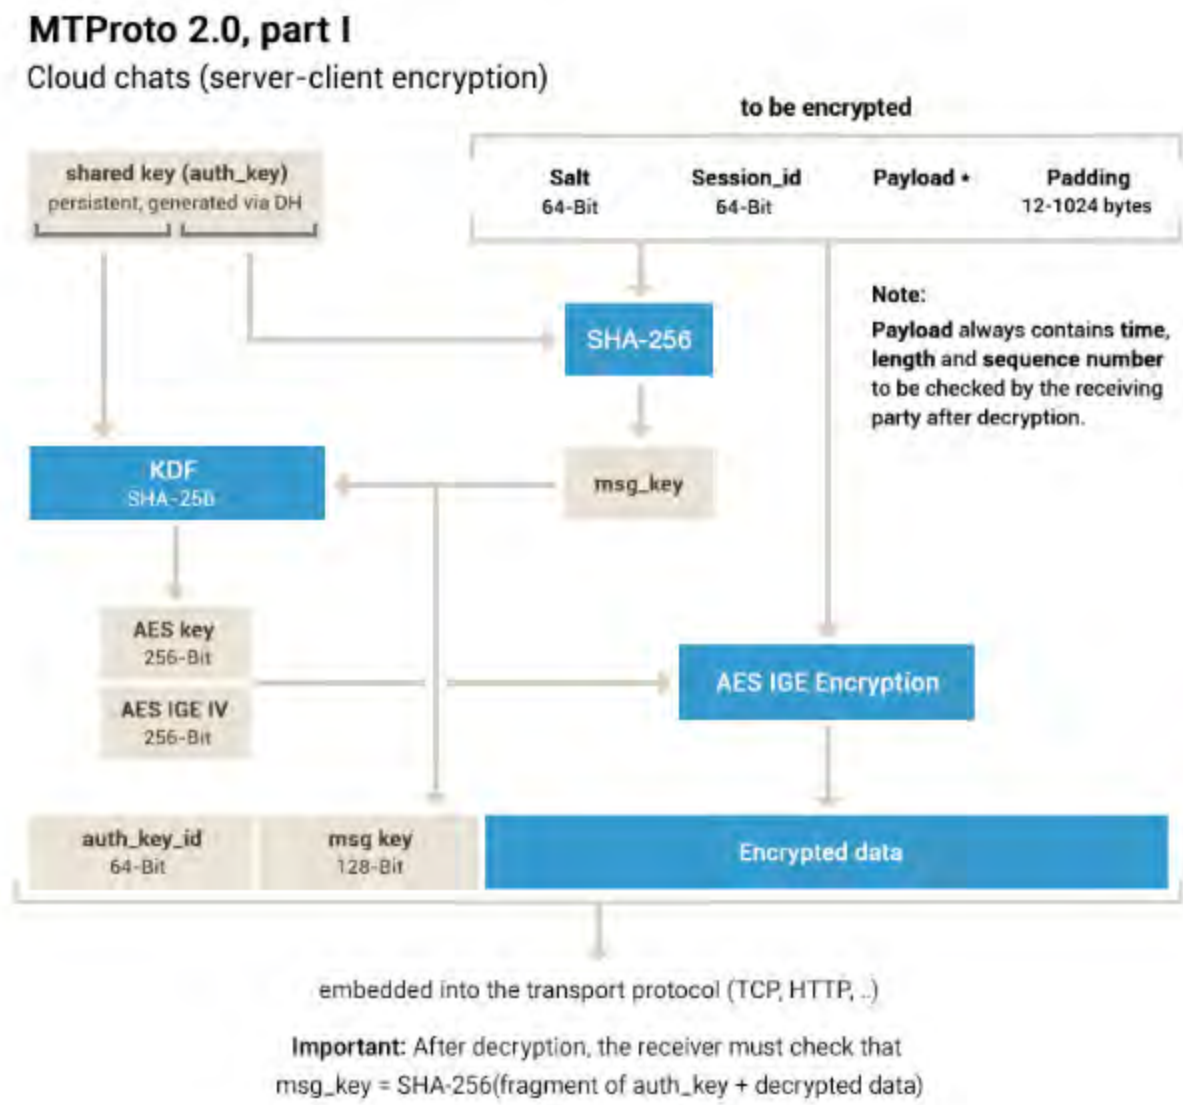 MTProto 2.0, part I
Cloud chats (server-client encryption)
to be encrypted
shared key (auth_key)
persistent, generated via DH
Salt
64-Bit
Session_id
64-Bit
Payload •
Padding
12-1024 bytes
Note:
Payload always contains time,
length and sequence number
to be checked by the receiving
party after decryption.
SHA-256
KDF
SHA-256
msg_key
AES key
256-Bit
AES IGE IV
256-Bit
AES IGE Encryption
auth_key_id
64-Bit
msg key
128-Bit
Encrypted data
embedded into the transport protocol (TCP, HTTP, ..)
Important: After decryption, the receiver must check that
msg_key = SHA-256(fragment of auth_key + decrypted data)